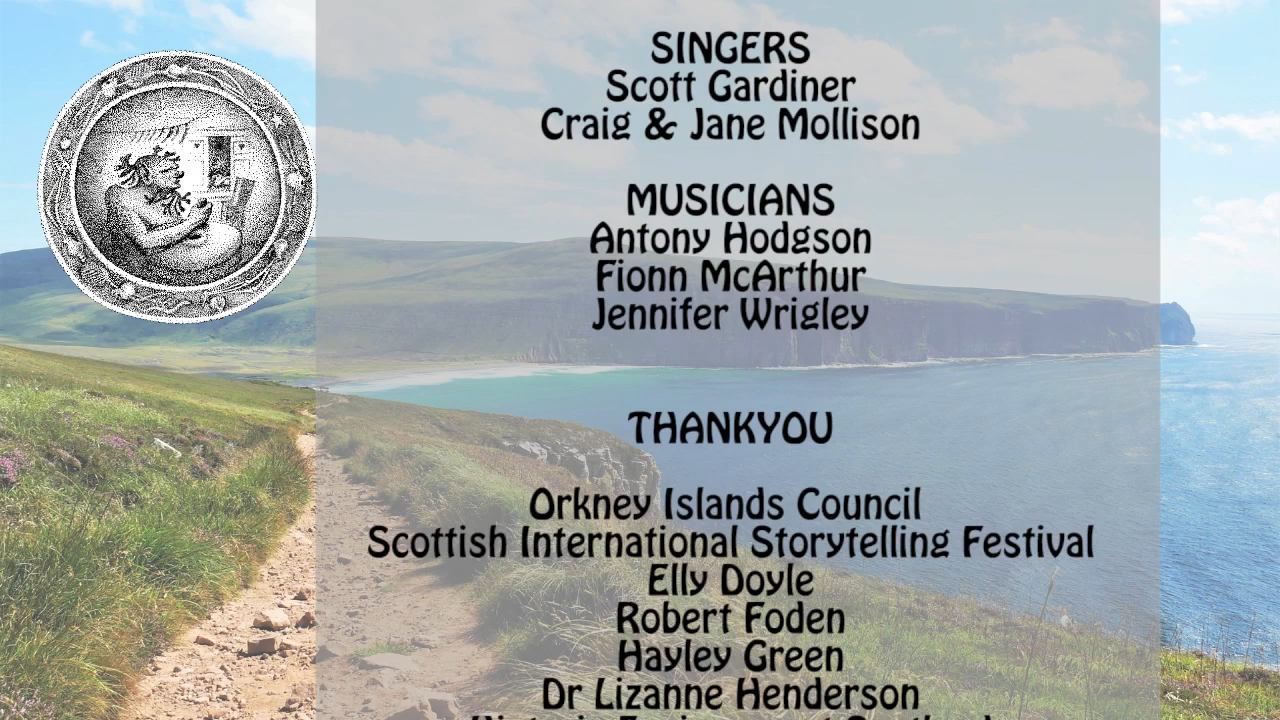 SINGERS
Scott Gardiner
Craig & Jane Mollison
MUSICIANS
Antony Hodgson
Fionn McArthur
Jennifer Wrigley
THANKYOU
Orkney Islands Council
Scottish International Storytelling Festival
Elly Doyle
Robert Foden
Hayley Green
Dr Lizanne Henderson